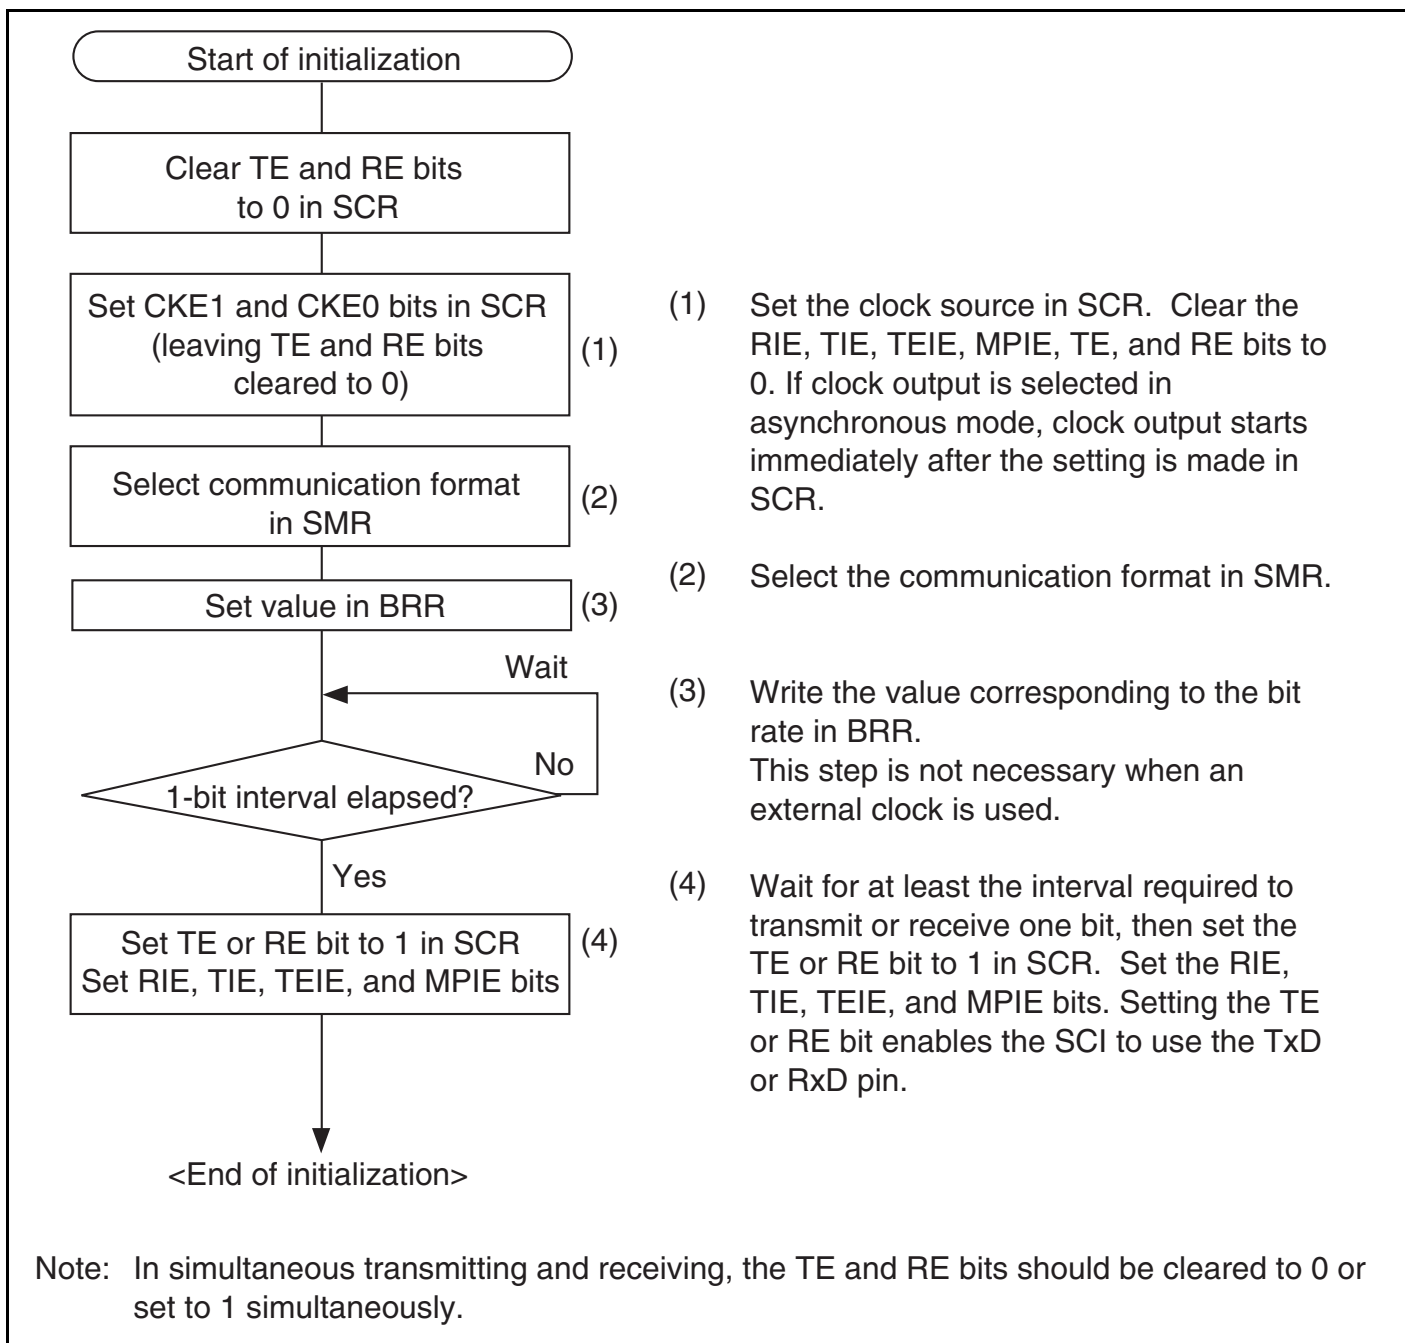 Start of initialization
Clear TE and RE bits
to 0 in SCR
Set CKE1 and CKE0 bits in SCR
(leaving TE and RE bits
cleared to 0)
(1)
Select communication format
in SMR
(2)
Set value in BRR
(3)
Wait
No
1-bit interval elapsed?
Yes
Set TE or RE bit to 1 in SCR
Set RIE, TIE, TEIE, and MPIE bits
(4)
<End of initialization>
(1) Set the clock source in SCR.  Clear the
RIE, TIE, TEIE, MPIE, TE, and RE bits to
0. If clock output is selected in
asynchronous mode, clock output starts
immediately after the setting is made in
SCR.
(2) Select the communication format in SMR.
(3) Write the value corresponding to the bit
rate in BRR.
This step is not necessary when an
external clock is used.
(4) Wait for at least the interval required to
transmit or receive one bit, then set the
TE or RE bit to 1 in SCR.  Set the RIE,
TIE, TEIE, and MPIE bits. Setting the TE
or RE bit enables the SCI to use the TxD
or RxD pin.
Note: In simultaneous transmitting and receiving, the TE and RE bits should be cleared to 0 or
set to 1 simultaneously.